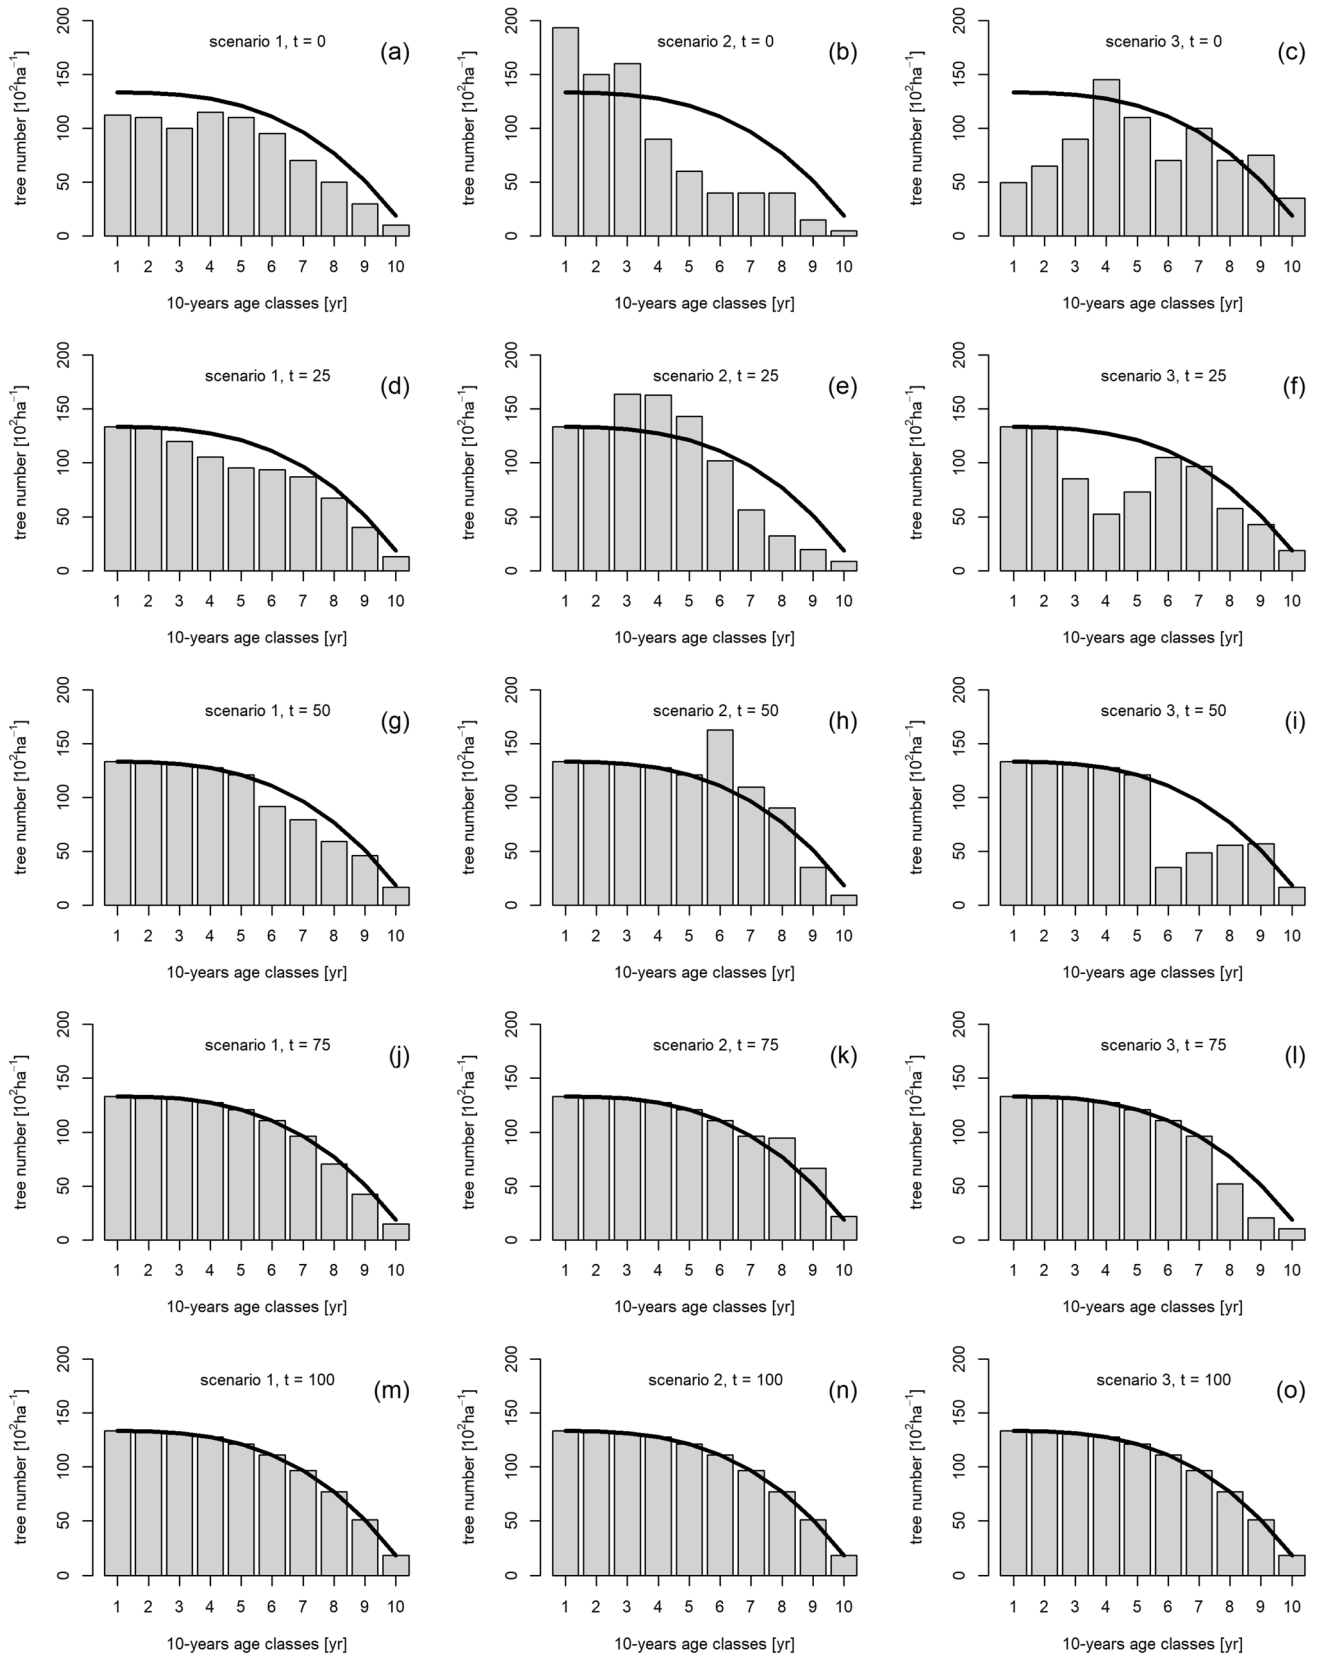 scenario 1, t = 0
(a)
tree number [10²ha⁻¹]
0 50 100 150 200
1 2 3 4 5 6 7 8 9 10
10-years age classes [yr]
scenario 2, t = 0
(b)
tree number [10²ha⁻¹]
0 50 100 150 200
1 2 3 4 5 6 7 8 9 10
10-years age classes [yr]
scenario 3, t = 0
(c)
tree number [10²ha⁻¹]
0 50 100 150 200
1 2 3 4 5 6 7 8 9 10
10-years age classes [yr]
scenario 1, t = 25
(d)
tree number [10²ha⁻¹]
0 50 100 150 200
1 2 3 4 5 6 7 8 9 10
10-years age classes [yr]
scenario 2, t = 25
(e)
tree number [10²ha⁻¹]
0 50 100 150 200
1 2 3 4 5 6 7 8 9 10
10-years age classes [yr]
scenario 3, t = 25
(f)
tree number [10²ha⁻¹]
0 50 100 150 200
1 2 3 4 5 6 7 8 9 10
10-years age classes [yr]
scenario 1, t = 50
(g)
tree number [10²ha⁻¹]
0 50 100 150 200
1 2 3 4 5 6 7 8 9 10
10-years age classes [yr]
scenario 2, t = 50
(h)
tree number [10²ha⁻¹]
0 50 100 150 200
1 2 3 4 5 6 7 8 9 10
10-years age classes [yr]
scenario 3, t = 50
(i)
tree number [10²ha⁻¹]
0 50 100 150 200
1 2 3 4 5 6 7 8 9 10
10-years age classes [yr]
scenario 1, t = 75
(j)
tree number [10²ha⁻¹]
0 50 100 150 200
1 2 3 4 5 6 7 8 9 10
10-years age classes [yr]
scenario 2, t = 75
(k)
tree number [10²ha⁻¹]
0 50 100 150 200
1 2 3 4 5 6 7 8 9 10
10-years age classes [yr]
scenario 3, t = 75
(l)
tree number [10²ha⁻¹]
0 50 100 150 200
1 2 3 4 5 6 7 8 9 10
10-years age classes [yr]
scenario 1, t = 100
(m)
tree number [10²ha⁻¹]
0 50 100 150 200
1 2 3 4 5 6 7 8 9 10
10-years age classes [yr]
scenario 2, t = 100
(n)
tree number [10²ha⁻¹]
0 50 100 150 200
1 2 3 4 5 6 7 8 9 10
10-years age classes [yr]
scenario 3, t = 100
(o)
tree number [10²ha⁻¹]
0 50 100 150 200
1 2 3 4 5 6 7 8 9 10
10-years age classes [yr]